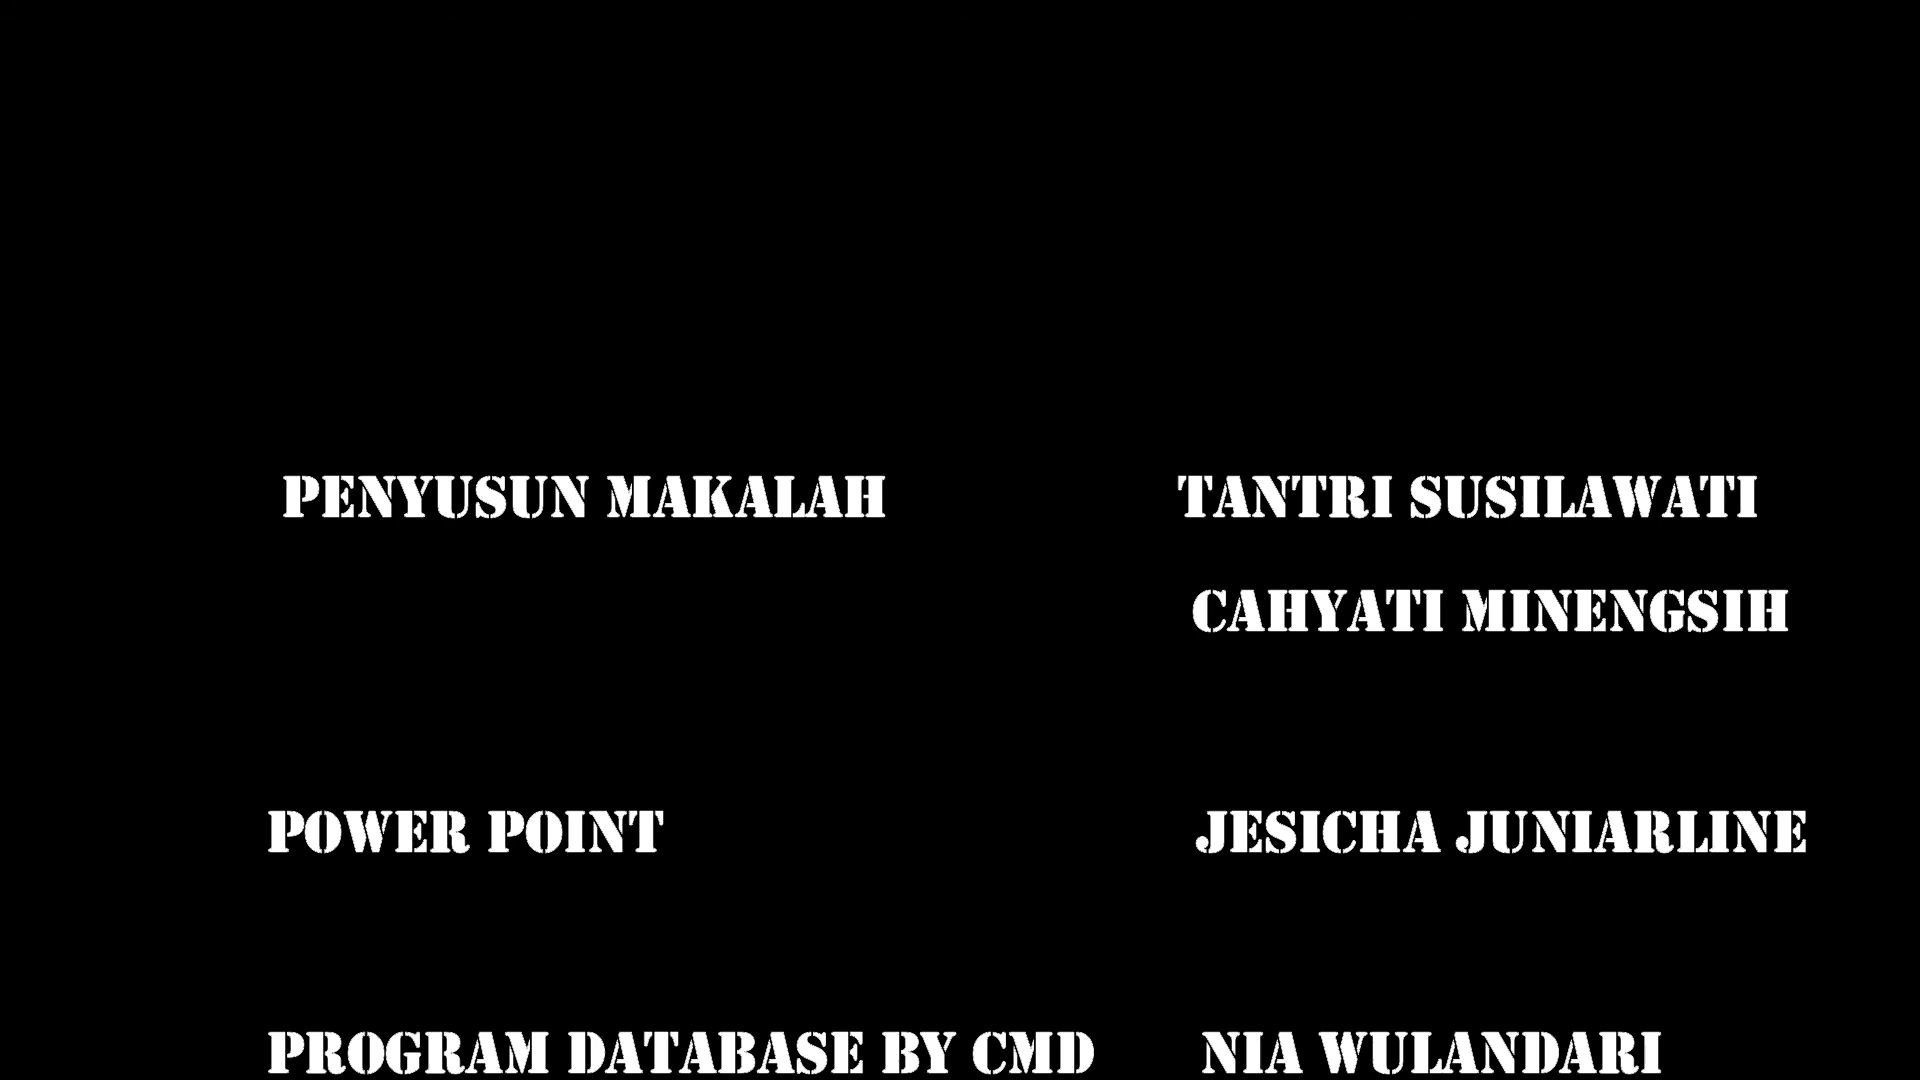 PENYUSUN MAKALAH TANTRI SUSILAWATI
CAHYATI MINENGSIH
POWER POINT JESICHA JUNIARLINE
PROGRAM DATABASE BY CMD NIA WULANDARI